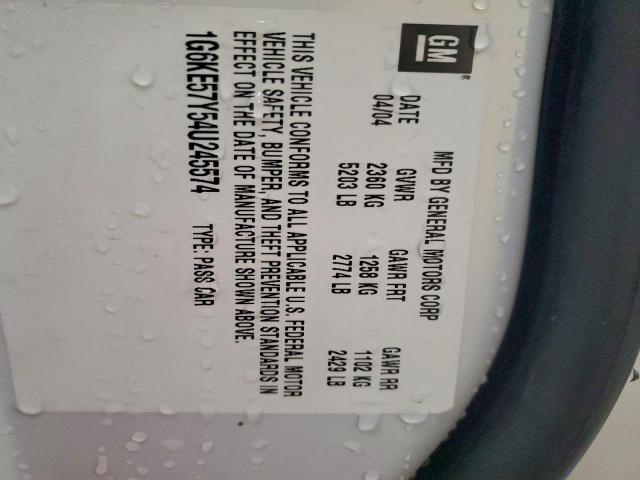 GM
®
MFD BY GENERAL MOTORS CORP
DATE GVWR GAWR FRT GAWR RR
04/04 2360 KG 1258 KG 1102 KG
5203 LB 2774 LB 2429 LB
THIS VEHICLE CONFORMS TO ALL APPLICABLE U.S. FEDERAL MOTOR
VEHICLE SAFETY, BUMPER, AND THEFT PREVENTION STANDARDS IN
EFFECT ON THE DATE OF MANUFACTURE SHOWN ABOVE.
1G6KE57Y54U245574 TYPE: PASS CAR